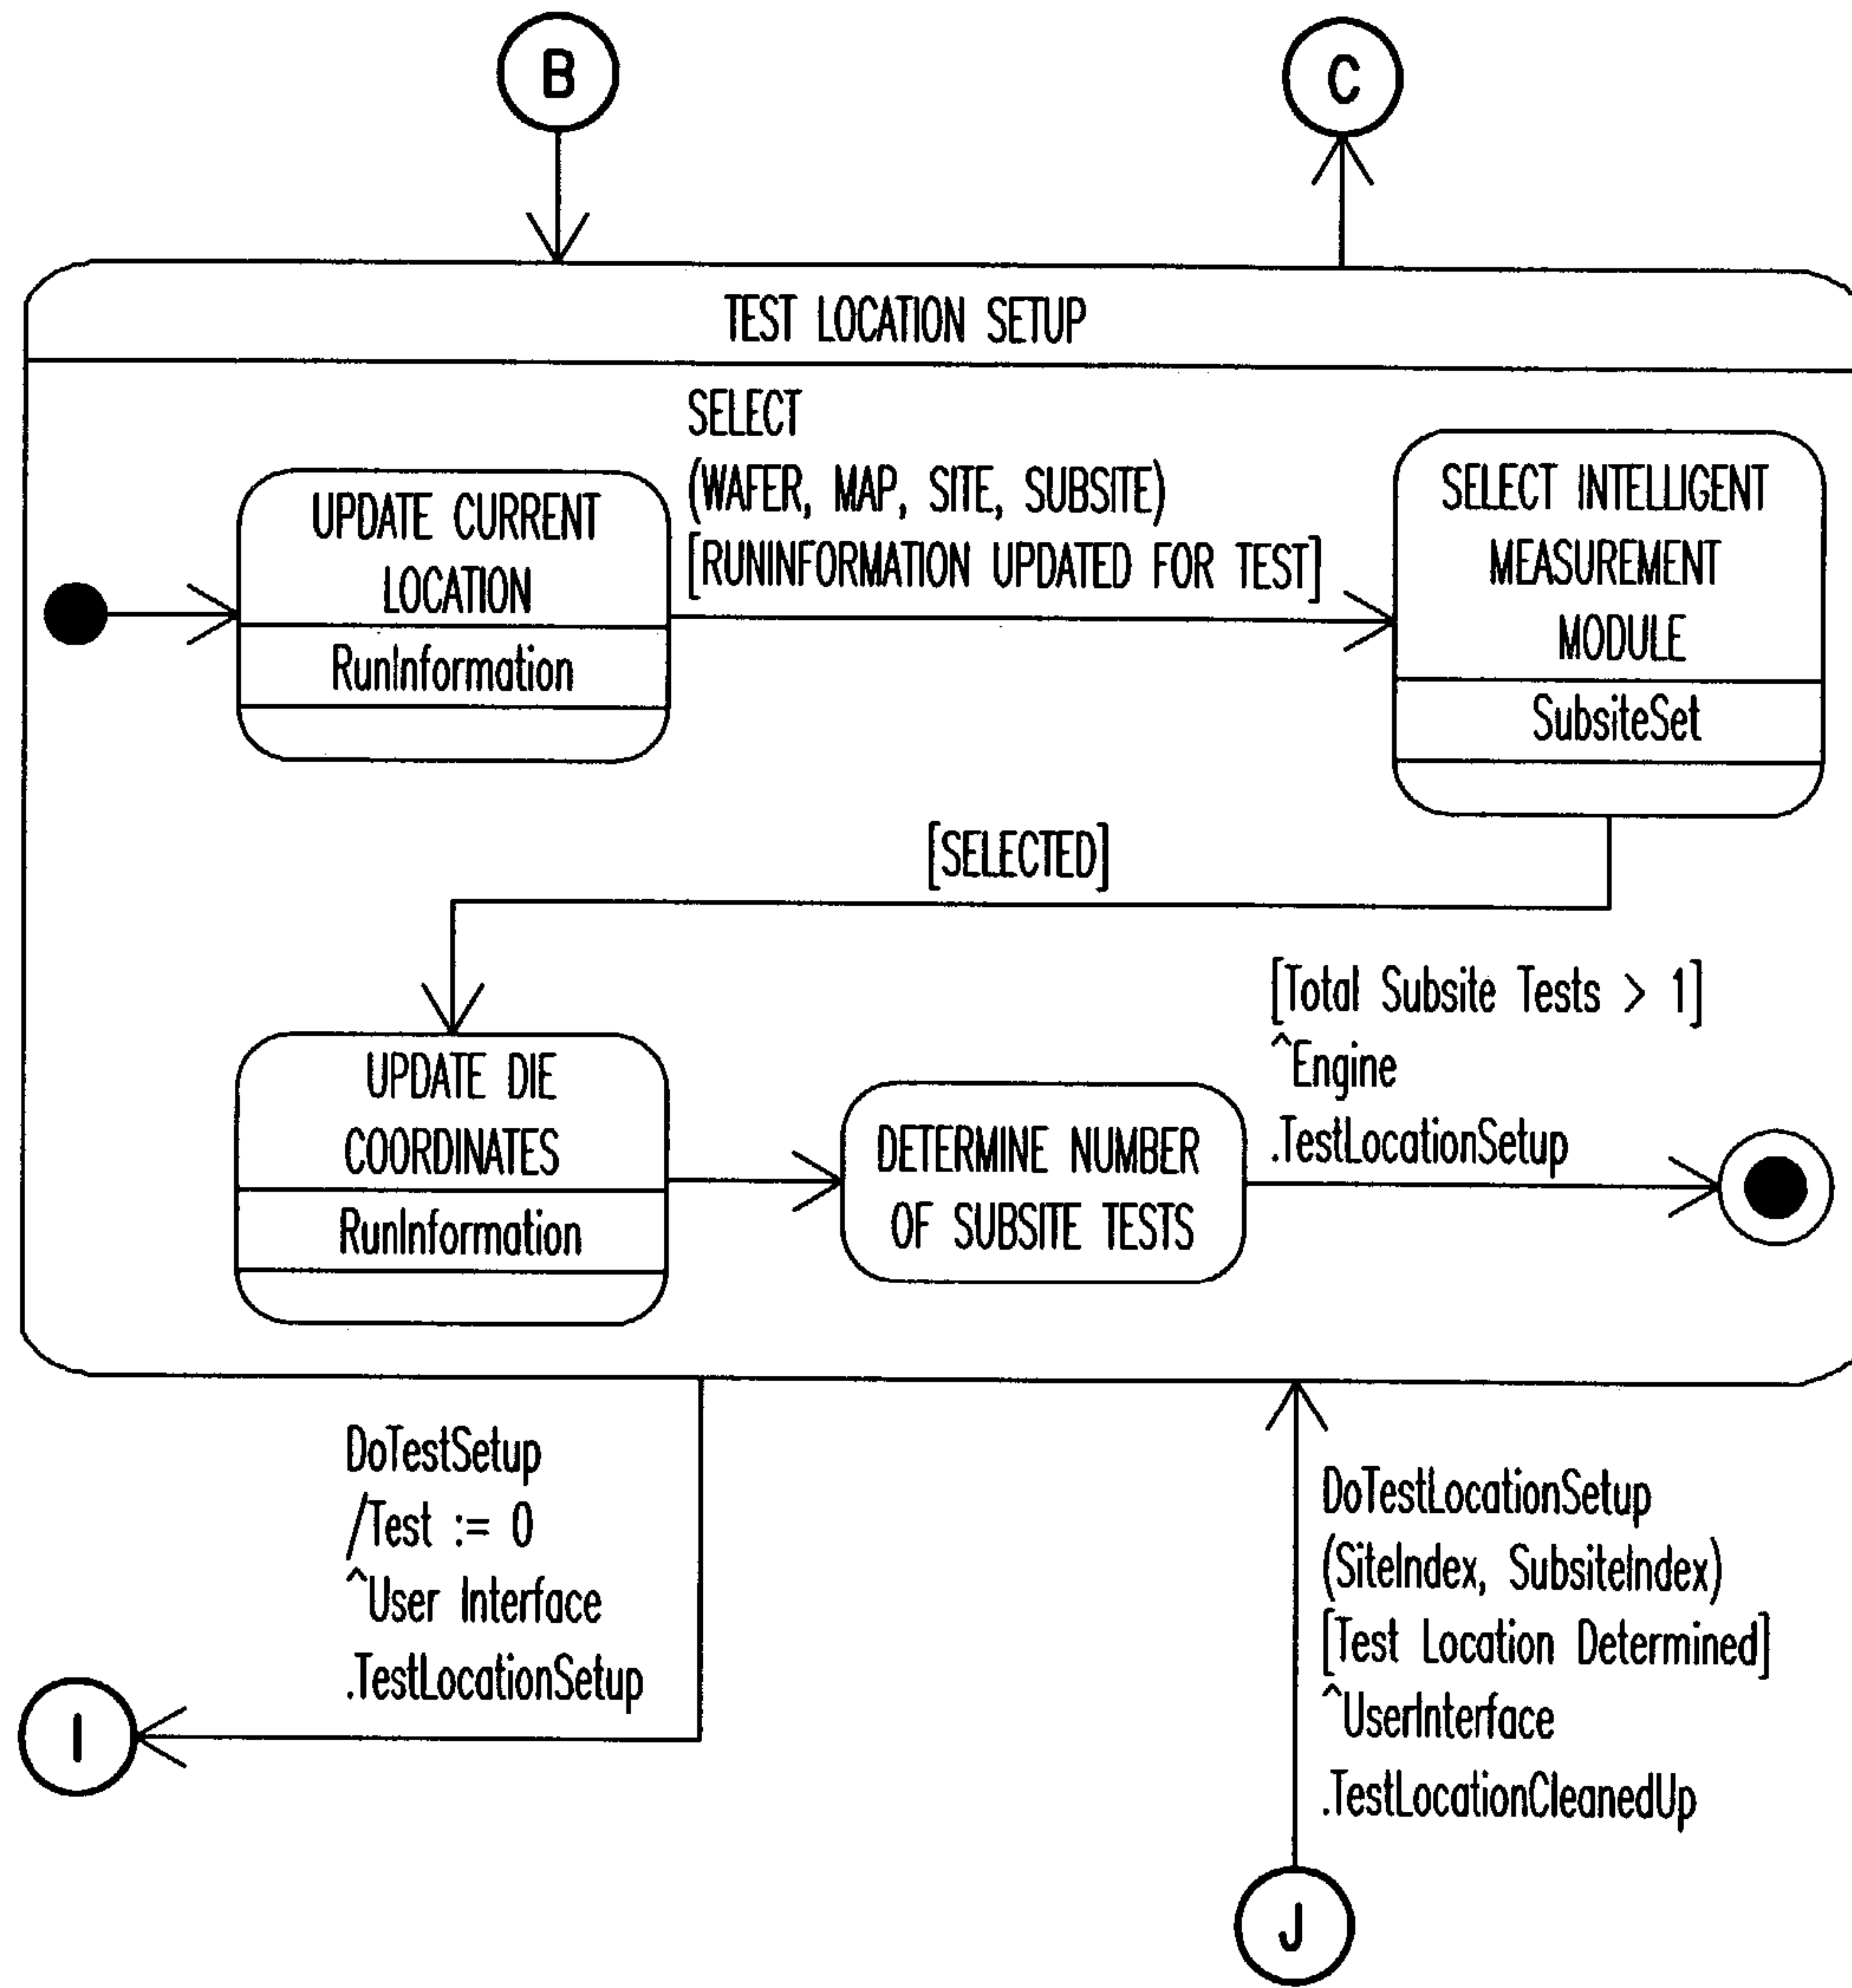 B
C
TEST LOCATION SETUP
SELECT
(WAFER, MAP, SITE, SUBSITE)
[RUNINFORMATION UPDATED FOR TEST]
UPDATE CURRENT
LOCATION
RunInformation
SELECT INTELLIGENT
MEASUREMENT
MODULE
SubsiteSet
[SELECTED]
UPDATE DIE
COORDINATES
RunInformation
DETERMINE NUMBER
OF SUBSITE TESTS
[Total Subsite Tests > 1]
^Engine
.TestLocationSetup
DoTestSetup
/Test := 0
^User Interface
.TestLocationSetup
I
DoTestLocationSetup
(SiteIndex, SubsiteIndex)
[Test Location Determined]
^UserInterface
.TestLocationCleanedUp
J